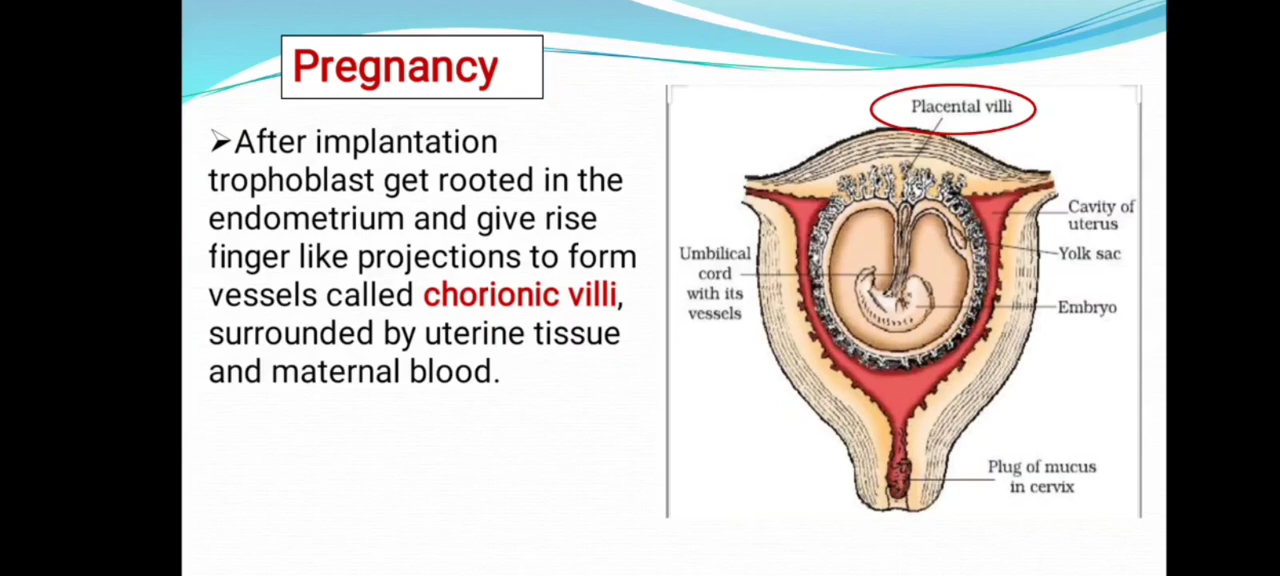 Pregnancy
➢After implantation
trophoblast get rooted in the
endometrium and give rise
finger like projections to form
vessels called chorionic villi,
surrounded by uterine tissue
and maternal blood.
Placental villi
Cavity of
uterus
Yolk sac
Umbilical
cord
with its
vessels
Embryo
Plug of mucus
in cervix